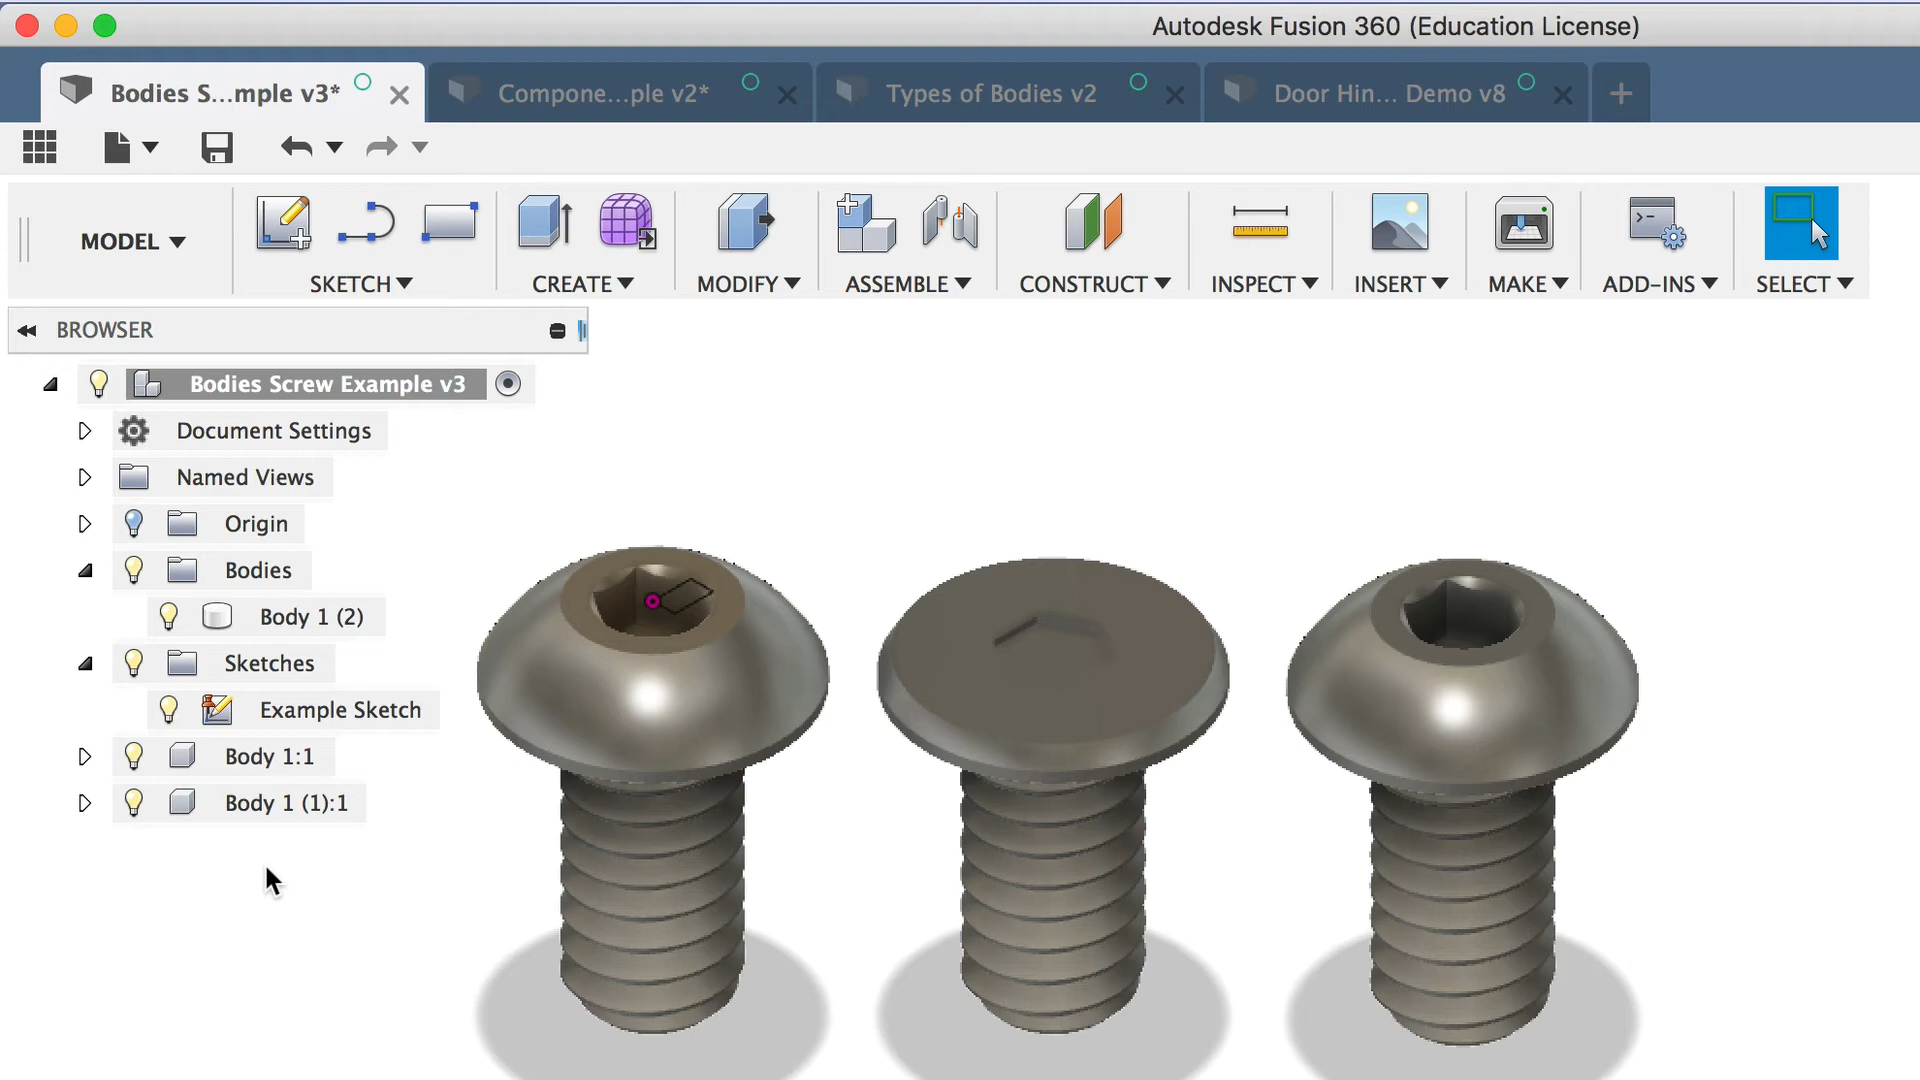 Autodesk Fusion 360 (Education License)
Bodies S...mple v3*
Compone...ple v2*
Types of Bodies v2
Door Hin... Demo v8
MODEL
SKETCH
CREATE
MODIFY
ASSEMBLE
CONSTRUCT
INSPECT
INSERT
MAKE
ADD-INS
SELECT
BROWSER
Bodies Screw Example v3
Document Settings
Named Views
Origin
Bodies
Body 1 (2)
Sketches
Example Sketch
Body 1:1
Body 1 (1):1